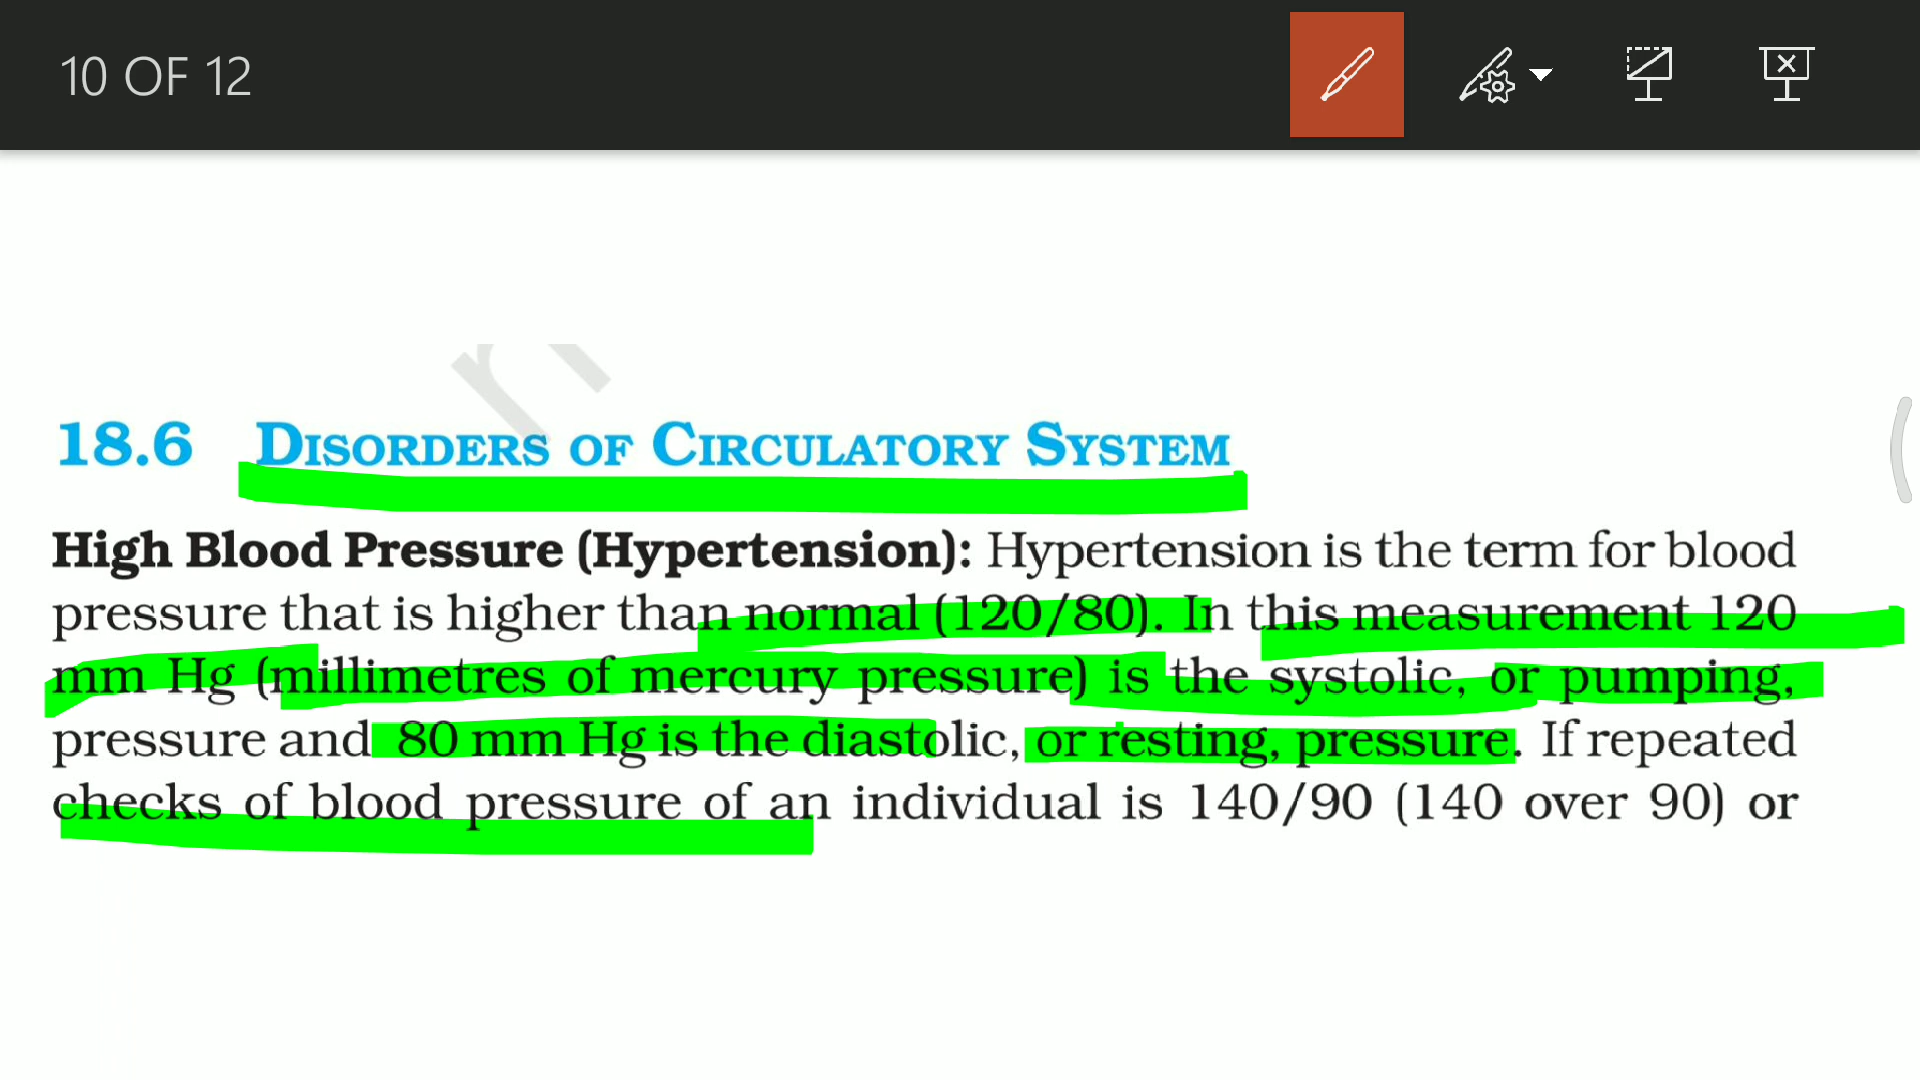 10 OF 12
18.6 DISORDERS OF CIRCULATORY SYSTEM
High Blood Pressure (Hypertension): Hypertension is the term for blood
pressure that is higher than normal (120/80). In this measurement 120
mm Hg (millimetres of mercury pressure) is the systolic, or pumping,
pressure and 80 mm Hg is the diastolic, or resting, pressure. If repeated
checks of blood pressure of an individual is 140/90 (140 over 90) or